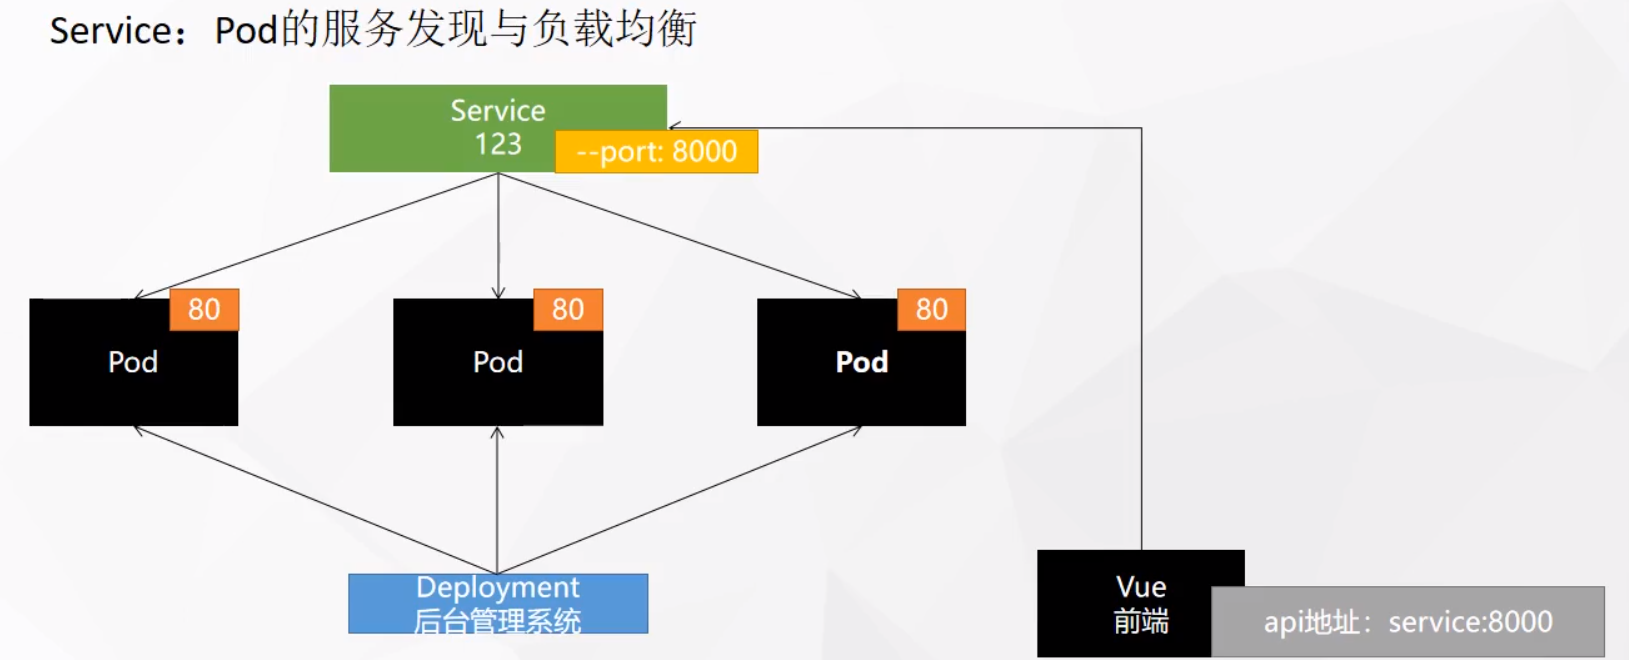 Service：Pod的服务发现与负载均衡
Service
123
--port: 8000
80
80
80
Pod
Pod
Pod
Deployment
后台管理系统
Vue
前端
api地址：service:8000